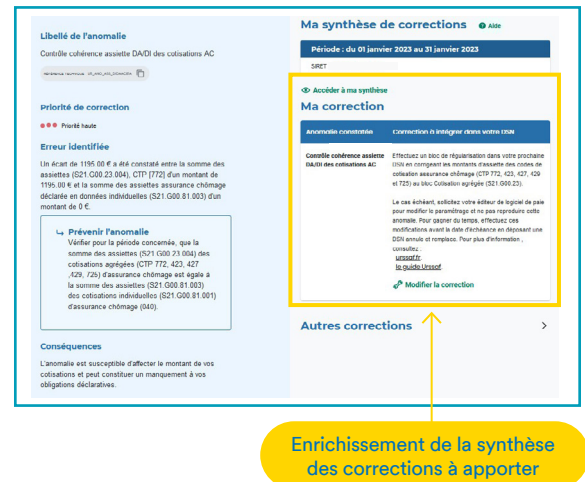 Libellé de l'anomalie
Contrôle cohérence assiette DA/DI des cotisations AC
Priorité de correction
Priorité haute
Erreur identifiée
Un écart de 1195.00 € a été constaté entre la somme des
assiettes (S21.G00.23.004), CTP [772] d'un montant de
1195.00 € et la somme des assiettes assurance chômage
déclarée en données individuelles (S21.G00.81.003) d'un
montant de 0 €.
Prévenir l'anomalie
Vérifier pour la période concernée, que la
somme des assiettes (S21.G00.23.004) des
cotisations agrégées (CTP 772, 423, 427
,429, 725) d'assurance chômage est égale à
la somme des assiettes (S21.G00.81.003)
des cotisations individuelles (S21.G00.81.001)
d'assurance chômage (040).
Conséquences
L'anomalie est susceptible d'affecter le montant de vos
cotisations et peut constituer un manquement à vos
obligations déclaratives.
Ma synthèse de corrections
Aide
Période : du 01 janvier 2023 au 31 janvier 2023
SIRET
Accéder à ma synthèse
Ma correction
Anomalie constatée Correction à intégrer dans votre DSN
Contrôle cohérence assiette
DA/DI des cotisations AC
Effectuez un bloc de régularisation dans votre prochaine
DSN en corrigeant les montants d'assiette des codes de
cotisation assurance chômage (CTP 772, 423, 427, 429
et 725) au bloc Cotisation agrégée (S21.G00.23).
Le cas échéant, sollicitez votre éditeur de logiciel de paie
pour modifier le paramétrage et ne pas reproduire cette
anomalie. Pour gagner du temps, effectuez ces
modifications avant la date d'échéance en déposant une
DSN annule et remplace. Pour plus d'information ,
consultez :
urssaf.fr.
le guide Urssaf.
Modifier la correction
Autres corrections
Enrichissement de la synthèse
des corrections à apporter